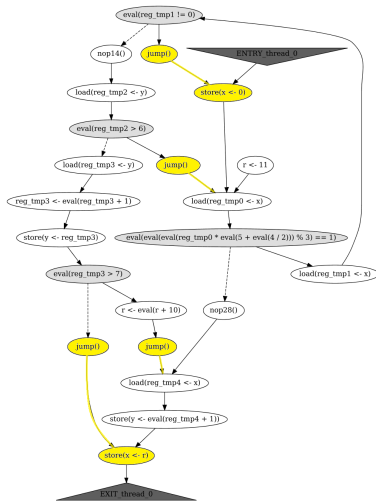 eval(reg_tmp1 != 0)
nop14()
jump()
ENTRY_thread_0
load(reg_tmp2 <- y)
store(x <- 0)
eval(reg_tmp2 > 6)
load(reg_tmp3 <- y)
jump()
r <- 11
reg_tmp3 <- eval(reg_tmp3 + 1)
load(reg_tmp0 <- x)
store(y <- reg_tmp3)
eval(eval(eval(reg_tmp0 * eval(5 + eval(4 / 2))) % 3) == 1)
eval(reg_tmp3 > 7)
load(reg_tmp1 <- x)
r <- eval(r + 10)
nop28()
jump()
jump()
load(reg_tmp4 <- x)
store(y <- eval(reg_tmp4 + 1))
store(x <- r)
EXIT_thread_0